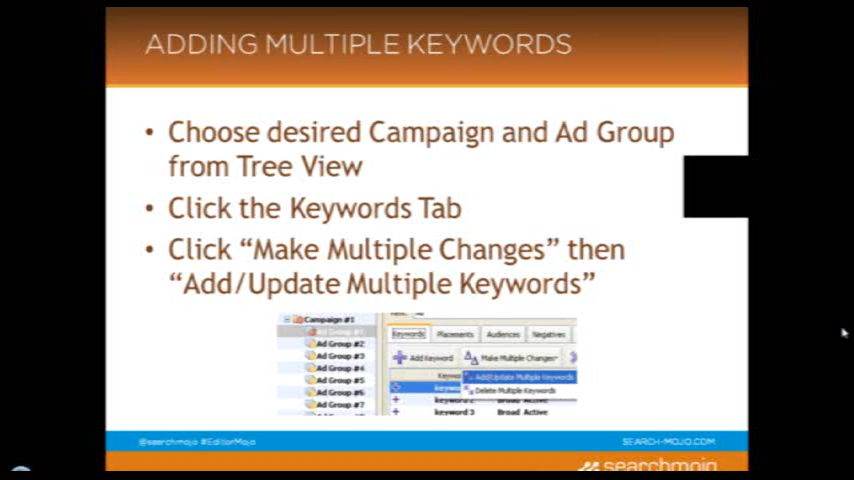 ADDING MULTIPLE KEYWORDS
• Choose desired Campaign and Ad Group
from Tree View
• Click the Keywords Tab
• Click “Make Multiple Changes” then
“Add/Update Multiple Keywords”
Campaign #1
Ad Group #1
Ad Group #2
Ad Group #3
Ad Group #4
Ad Group #5
Ad Group #6
Ad Group #7
Keywords Placements Audiences Negatives
Add Keyword Make Multiple Changes
Add/Update Multiple Keywords
Delete Multiple Keywords
keyword 2 Broad Active
keyword 3 Broad Active
@searchmojo #EditorMojo
SEARCH-MOJO.COM
searchmojo